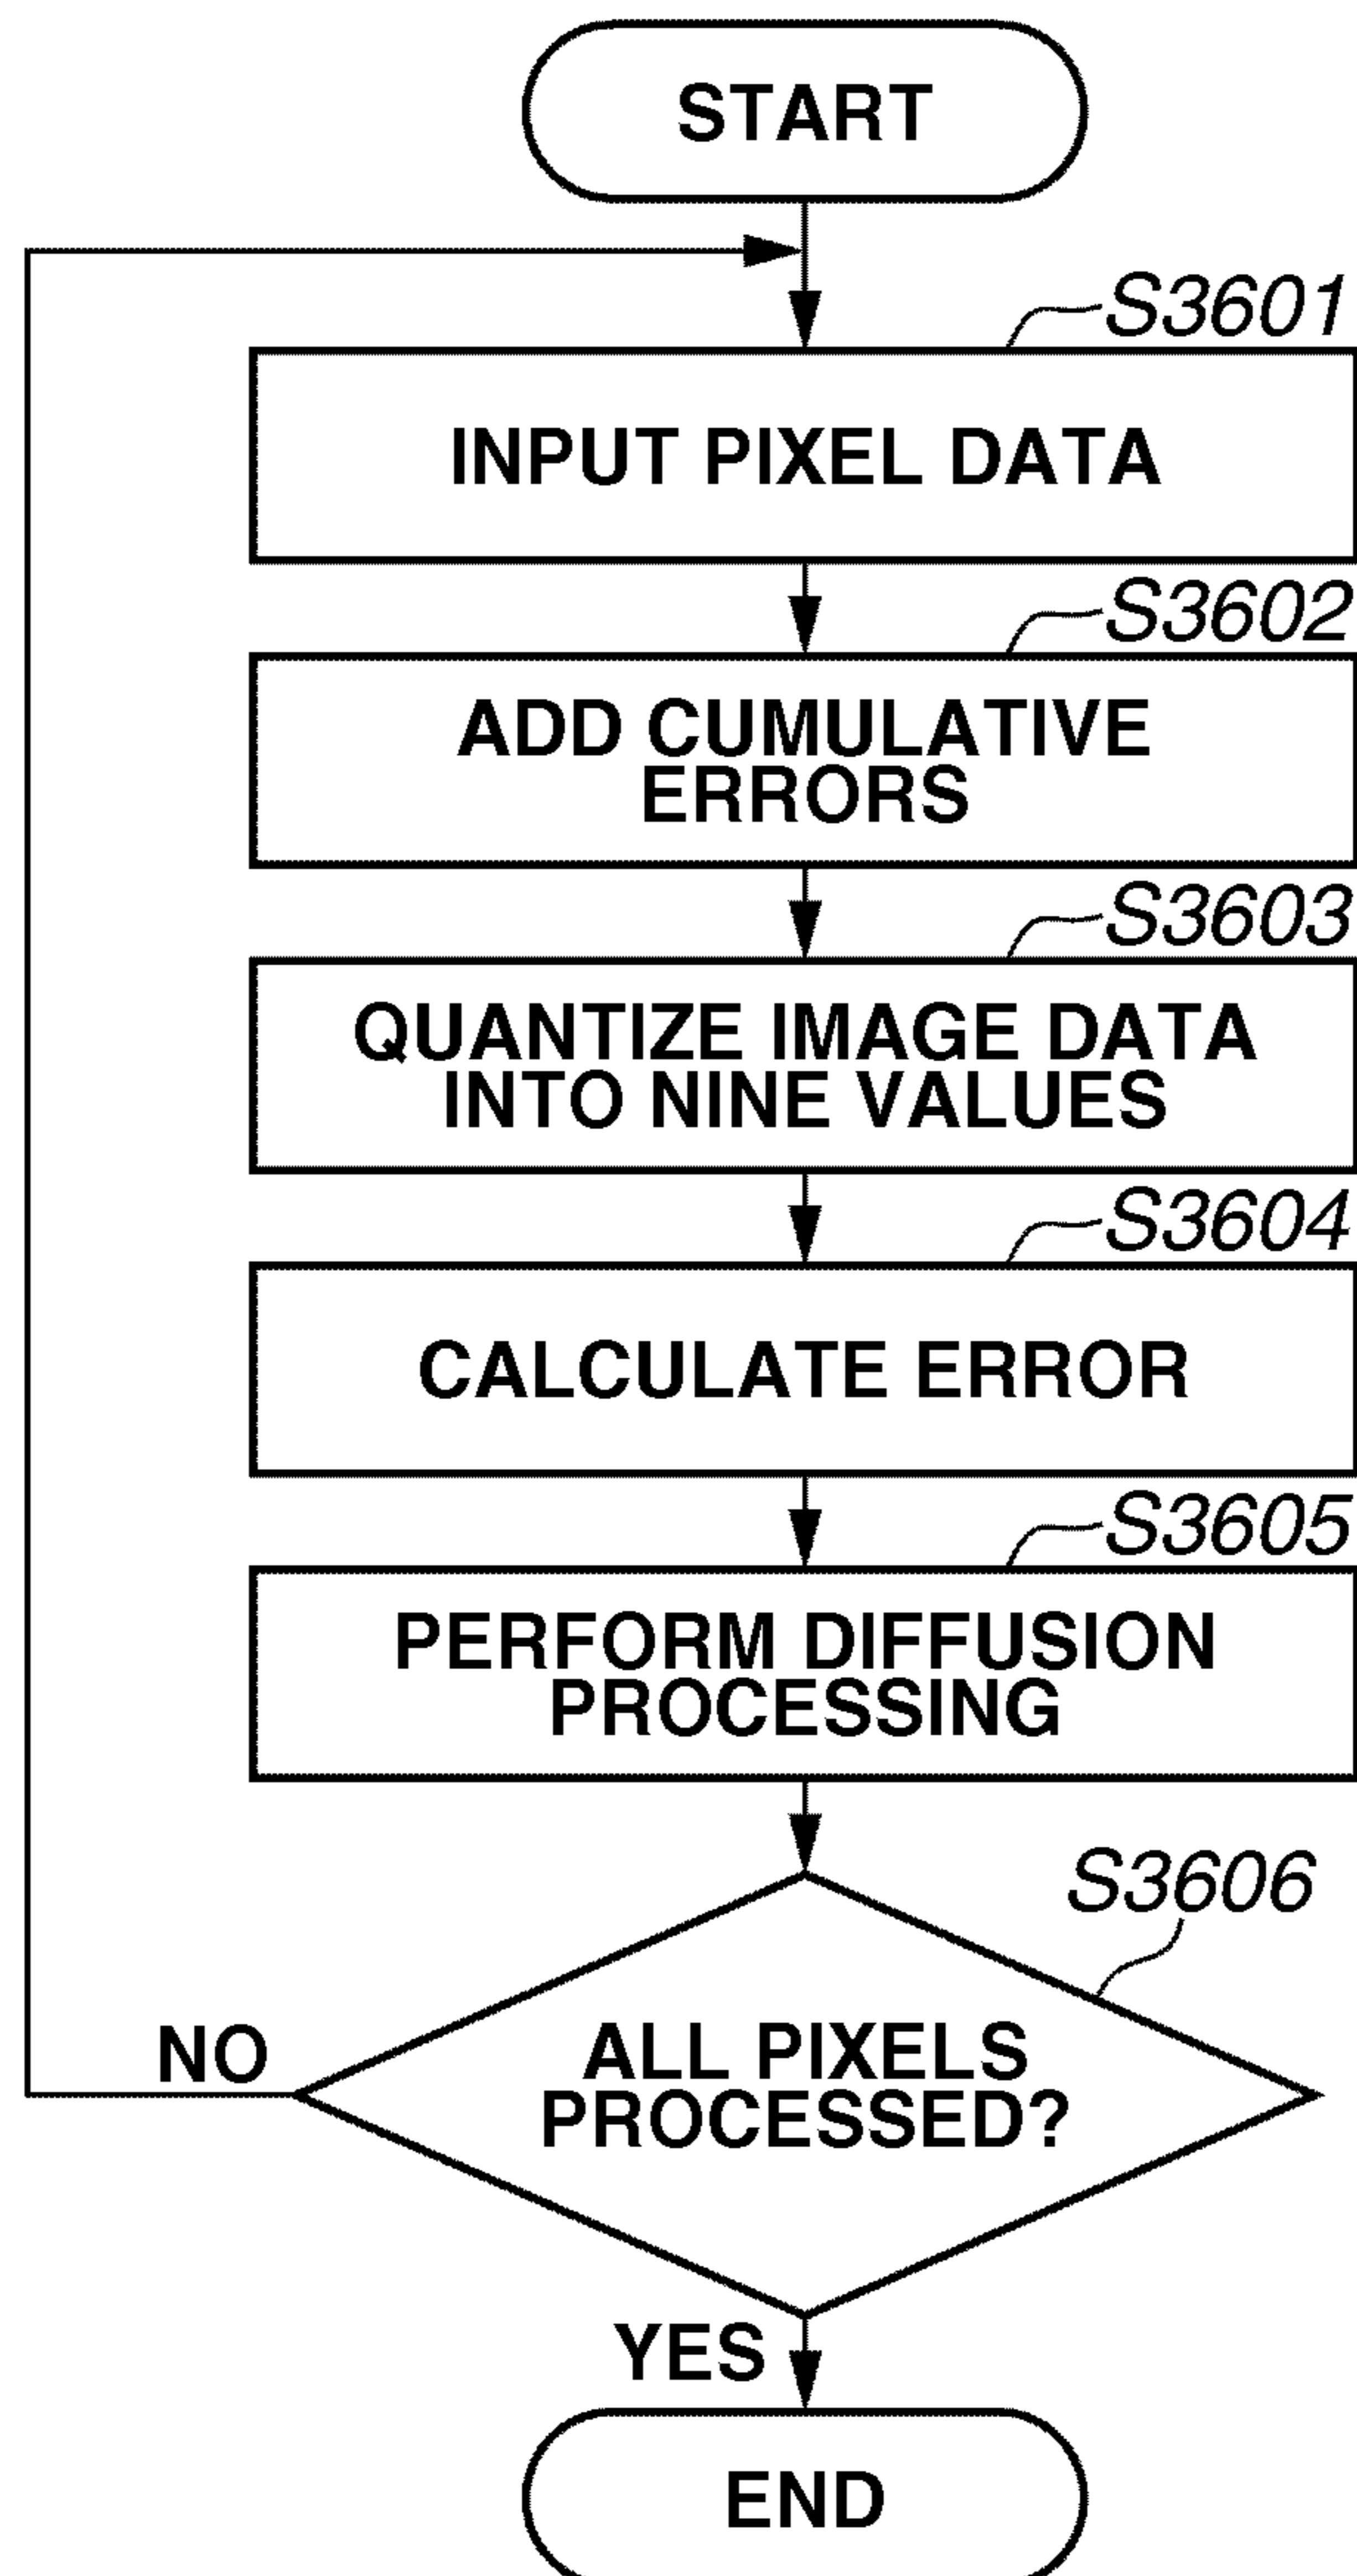 START
S3601
INPUT PIXEL DATA
S3602
ADD CUMULATIVE
ERRORS
S3603
QUANTIZE IMAGE DATA
INTO NINE VALUES
S3604
CALCULATE ERROR
S3605
PERFORM DIFFUSION
PROCESSING
S3606
NO
ALL PIXELS
PROCESSED?
YES
END